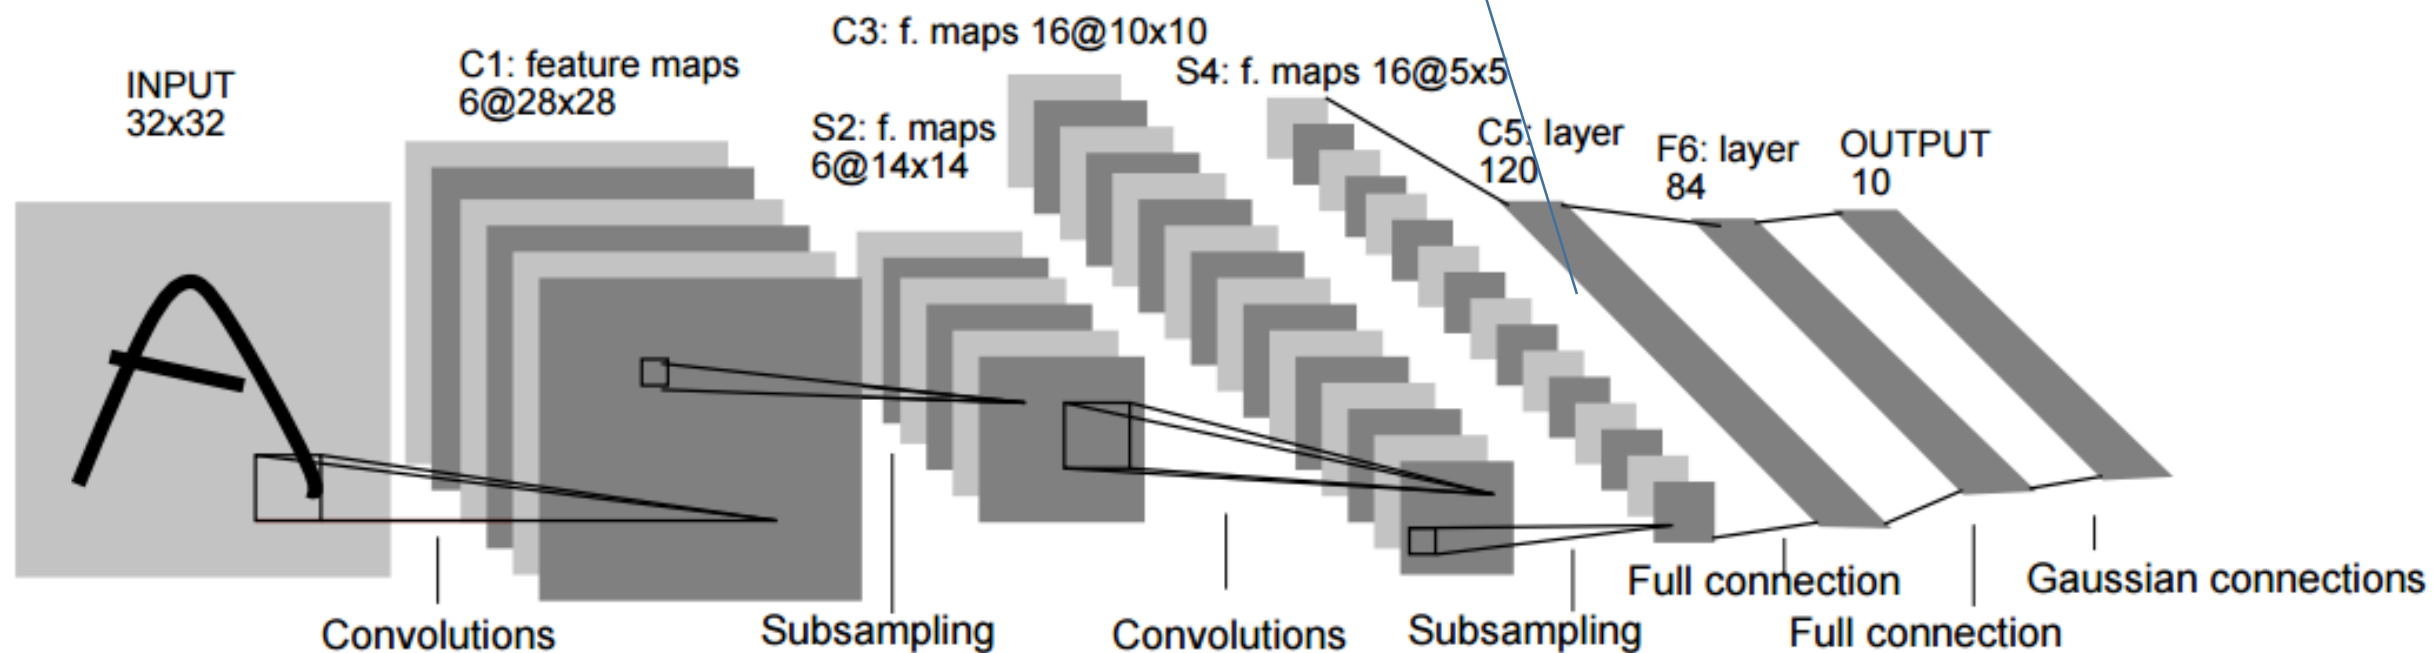 INPUT
32x32
C1: feature maps
6@28x28
S2: f. maps
6@14x14
C3: f. maps 16@10x10
S4: f. maps 16@5x5
C5: layer
120
F6: layer
84
OUTPUT
10
Convolutions
Subsampling
Convolutions
Subsampling
Full connection
Full connection
Gaussian connections